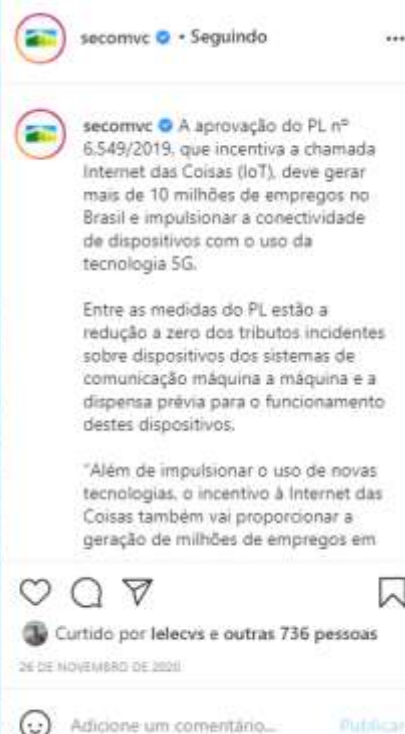 secomvc • Seguindo
secomvc A aprovação do PL nº
6.549/2019, que incentiva a chamada
Internet das Coisas (IoT), deve gerar
mais de 10 milhões de empregos no
Brasil e impulsionar a conectividade
de dispositivos com o uso da
tecnologia 5G.
Entre as medidas do PL estão a
redução a zero dos tributos incidentes
sobre dispositivos dos sistemas de
comunicação máquina a máquina e a
dispensa prévia para o funcionamento
destes dispositivos.
"Além de impulsionar o uso de novas
tecnologias, o incentivo à Internet das
Coisas também vai proporcionar a
geração de milhões de empregos em
Curtido por lelecvs e outras 736 pessoas
26 DE NOVEMBRO DE 2020
Adicione um comentário... Publicar